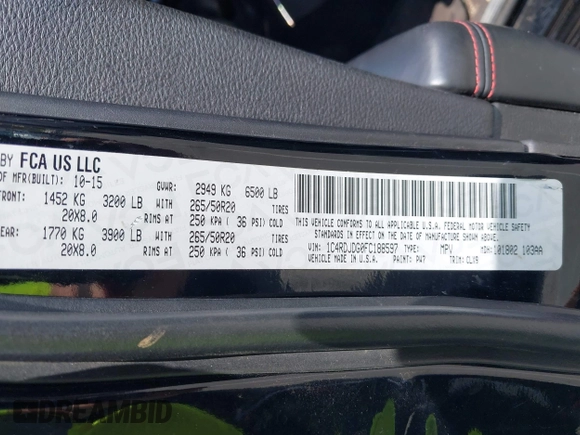 BY FCA US LLC
OF MFR(BUILT): 10-15 GVWR: 2949 KG 6500 LB
FRONT: 1452 KG 3200 LB WITH 265/50R20 TIRES
20X8.0 RIMS AT 250 KPA ( 36 PSI) COLD
EAR: 1770 KG 3900 LB WITH 265/50R20 TIRES
20X8.0 RIMS AT 250 KPA ( 36 PSI) COLD
THIS VEHICLE CONFORMS TO ALL APPLICABLE U.S.A. FEDERAL MOTOR VEHICLE SAFETY
STANDARDS IN EFFECT ON THE DATE OF MANUFACTURE SHOWN ABOVE.
VIN: 1C4RDJDG0FC188597 TYPE: MPV MDH: 101802 103AA
VEHICLE MADE IN U.S.A. PAINT: TRIM:
DREAMBID